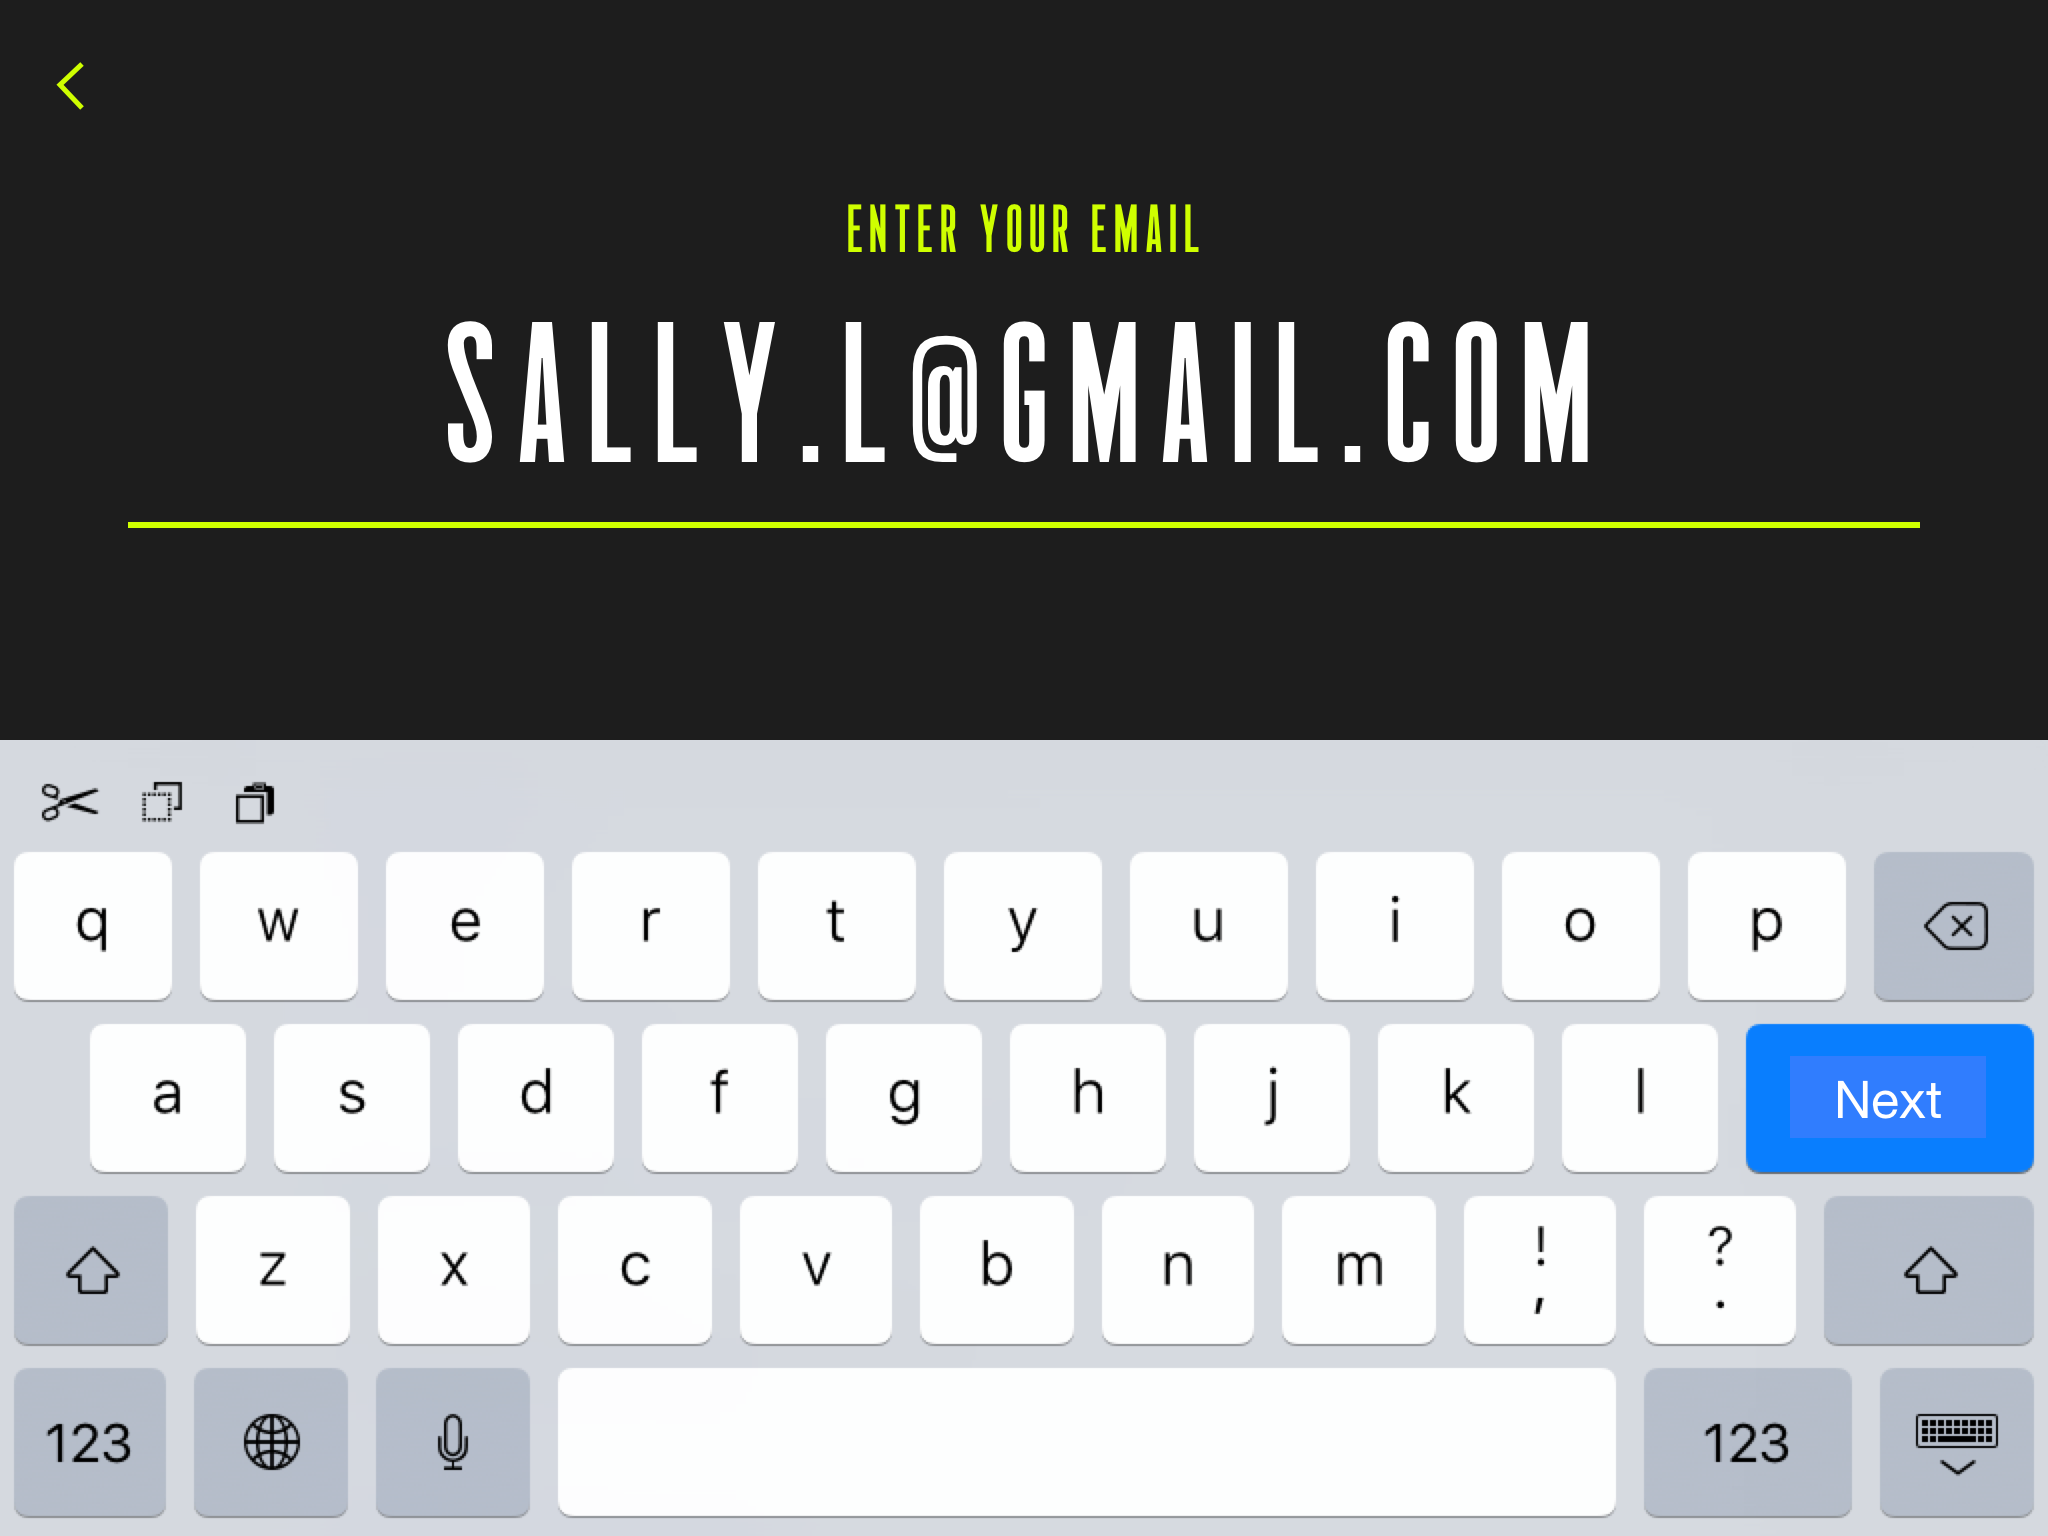 ENTER YOUR EMAIL
SALLY.L@GMAIL.COM
q w e r t y u i o p
a s d f g h j k l Next
z x c v b n m ! , ? .
123 123